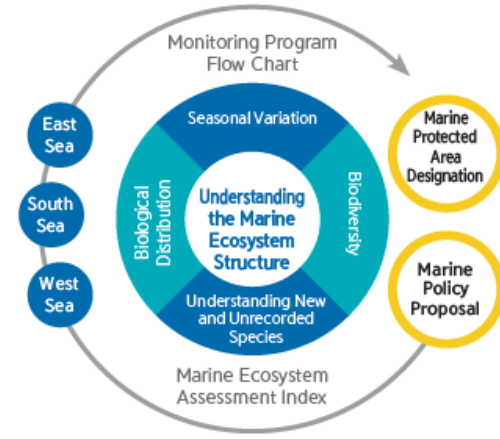 Monitoring Program
Flow Chart
East
Sea
South
Sea
West
Sea
Seasonal Variation
Biological
Distribution
Understanding
the Marine
Ecosystem
Structure
Biodiversity
Understanding New
and Unrecorded
Species
Marine
Protected
Area
Designation
Marine
Policy
Proposal
Marine Ecosystem
Assessment Index